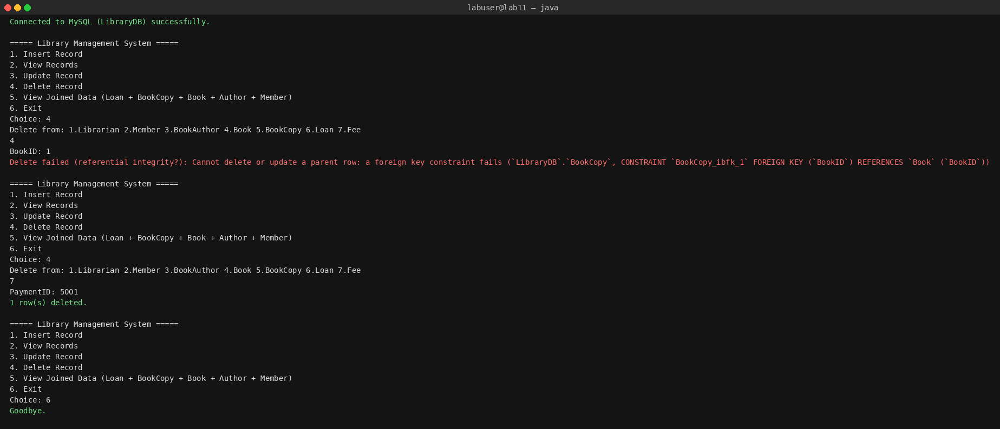 labuser@lab11 — java
Connected to MySQL (LibraryDB) successfully.
===== Library Management System =====
1. Insert Record
2. View Records
3. Update Record
4. Delete Record
5. View Joined Data (Loan + BookCopy + Book + Author + Member)
6. Exit
Choice: 4
Delete from: 1.Librarian 2.Member 3.BookAuthor 4.Book 5.BookCopy 6.Loan 7.Fee
4
BookID: 1
Delete failed (referential integrity?): Cannot delete or update a parent row: a foreign key constraint fails (`LibraryDB`.`BookCopy`, CONSTRAINT `BookCopy_ibfk_1` FOREIGN KEY (`BookID`) REFERENCES `Book` (`BookID`))
===== Library Management System =====
1. Insert Record
2. View Records
3. Update Record
4. Delete Record
5. View Joined Data (Loan + BookCopy + Book + Author + Member)
6. Exit
Choice: 4
Delete from: 1.Librarian 2.Member 3.BookAuthor 4.Book 5.BookCopy 6.Loan 7.Fee
7
PaymentID: 5001
1 row(s) deleted.
===== Library Management System =====
1. Insert Record
2. View Records
3. Update Record
4. Delete Record
5. View Joined Data (Loan + BookCopy + Book + Author + Member)
6. Exit
Choice: 6
Goodbye.